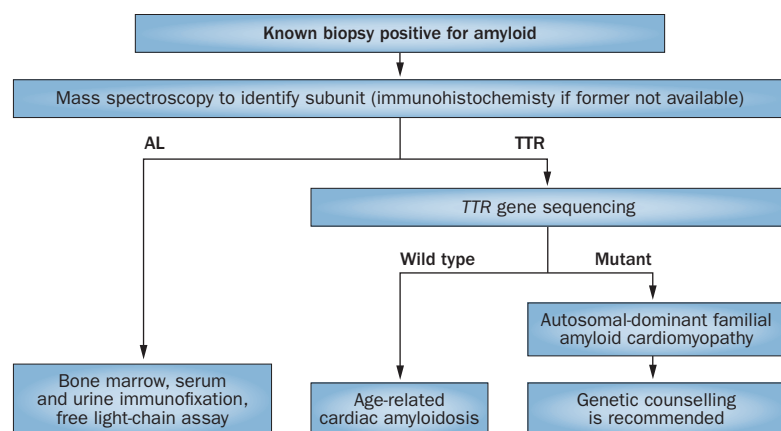 Known biopsy positive for amyloid
Mass spectroscopy to identify subunit (immunohistochemisty if former not available)
AL
TTR
TTR gene sequencing
Wild type
Mutant
Autosomal-dominant familial
amyloid cardiomyopathy
Bone marrow, serum
and urine immunofixation,
free light-chain assay
Age-related
cardiac amyloidosis
Genetic counselling
is recommended